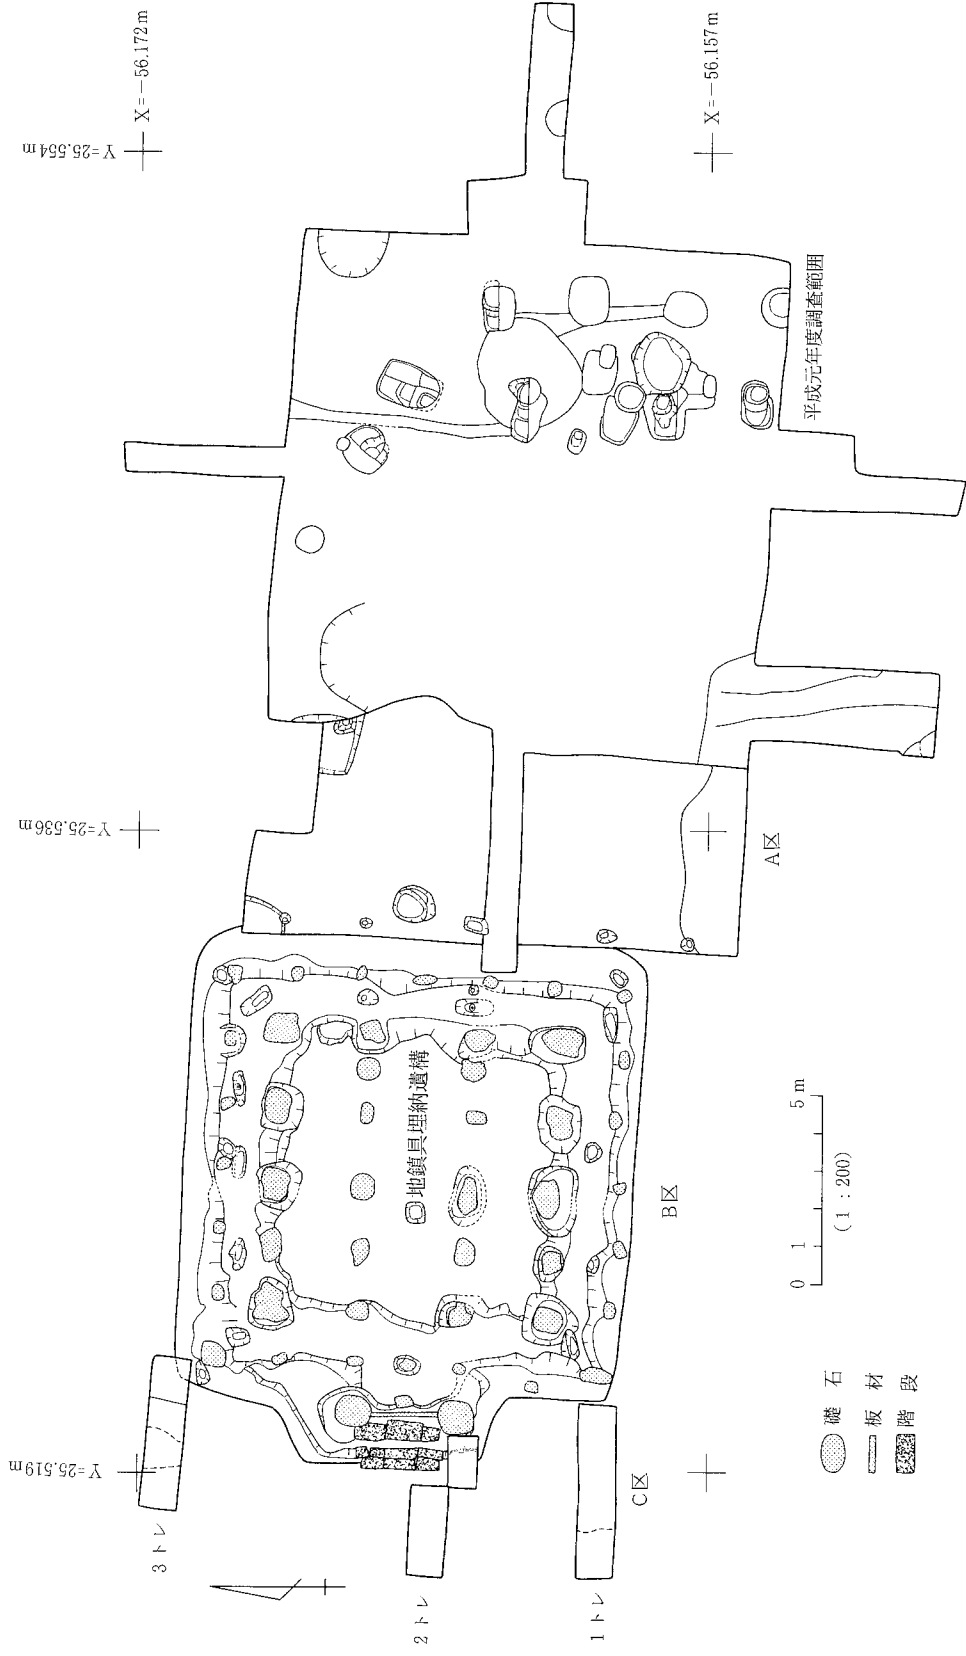 X=−56.172m
X=−56.157m
Y=25.554m
Y=25.536m
Y=25.519m
平成元年度調査範囲
A区
B区
C区
地鎮具埋納遺構
3トレ
2トレ
1トレ
0 1 5m
(1:200)
礎石
板材
階段